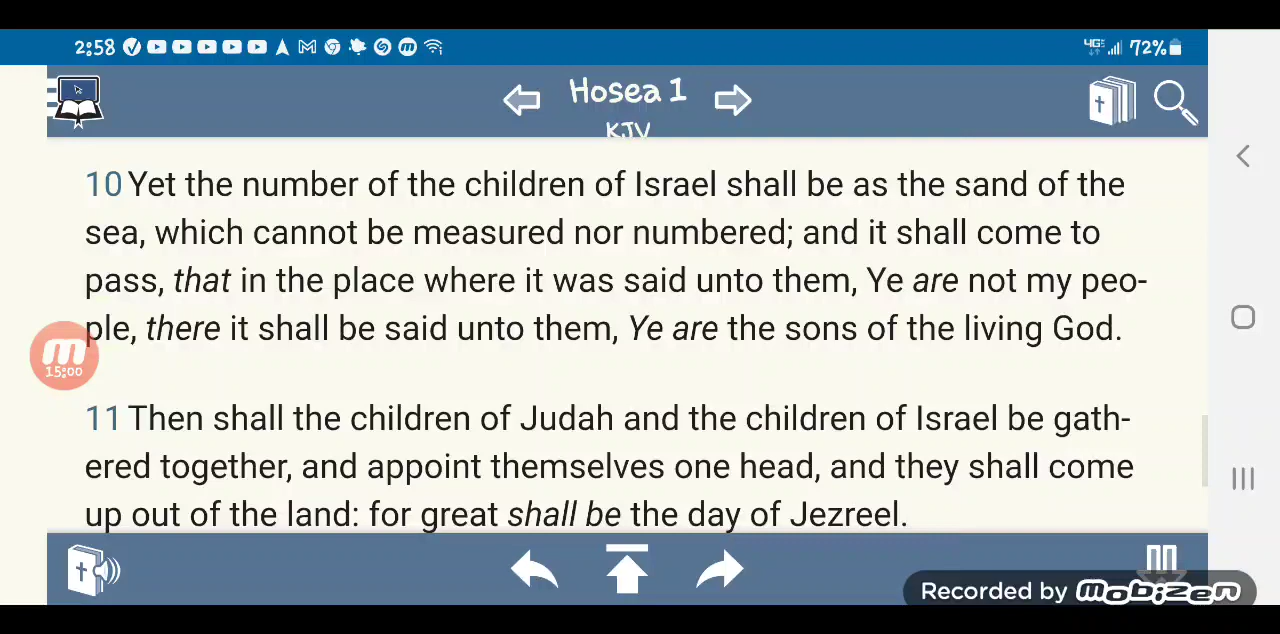 2:58 4GE 72%
Hosea 1
KJV
10 Yet the number of the children of Israel shall be as the sand of the
sea, which cannot be measured nor numbered; and it shall come to
pass, that in the place where it was said unto them, Ye are not my peo-
ple, there it shall be said unto them, Ye are the sons of the living God.
15:00
11 Then shall the children of Judah and the children of Israel be gath-
ered together, and appoint themselves one head, and they shall come
up out of the land: for great shall be the day of Jezreel.
Recorded by mobizen